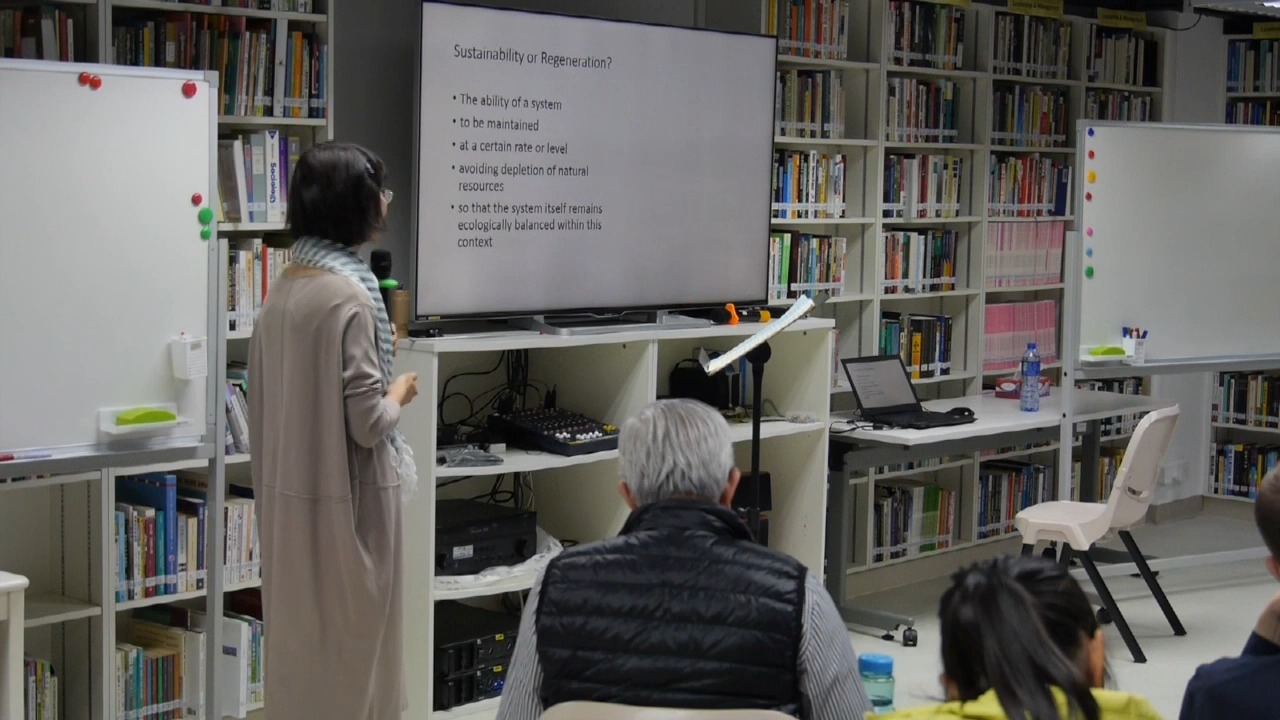 Sustainability or Regeneration?
• The ability of a system
• to be maintained
• at a certain rate or level
• avoiding depletion of natural
resources
• so that the system itself remains
ecologically balanced within this
context
Sociology